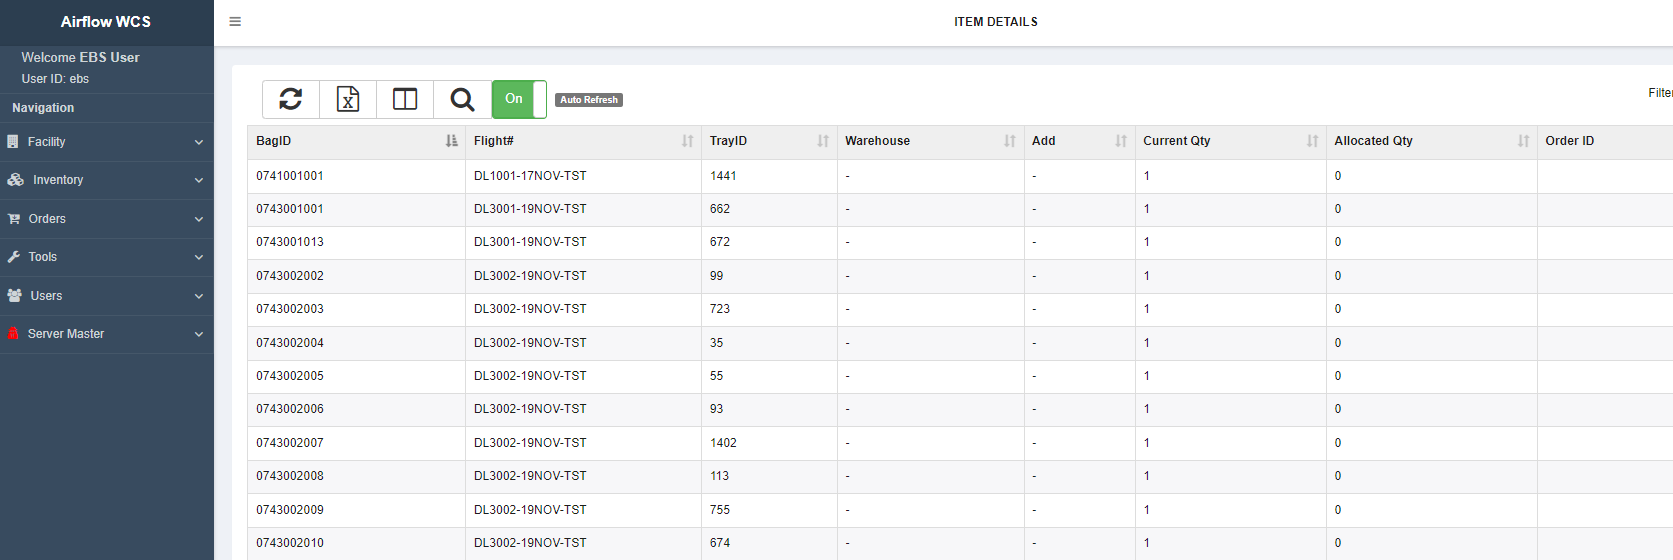 Airflow WCS
ITEM DETAILS
Welcome EBS User
User ID: ebs
Navigation
Facility
Inventory
Orders
Tools
Users
Server Master
On Auto Refresh
Filter
BagID Flight# TrayID Warehouse Add Current Qty Allocated Qty Order ID
0741001001 DL1001-17NOV-TST 1441 - - 1 0
0743001001 DL3001-19NOV-TST 662 - - 1 0
0743001013 DL3001-19NOV-TST 672 - - 1 0
0743002002 DL3002-19NOV-TST 99 - - 1 0
0743002003 DL3002-19NOV-TST 723 - - 1 0
0743002004 DL3002-19NOV-TST 35 - - 1 0
0743002005 DL3002-19NOV-TST 55 - - 1 0
0743002006 DL3002-19NOV-TST 93 - - 1 0
0743002007 DL3002-19NOV-TST 1402 - - 1 0
0743002008 DL3002-19NOV-TST 113 - - 1 0
0743002009 DL3002-19NOV-TST 755 - - 1 0
0743002010 DL3002-19NOV-TST 674 - - 1 0